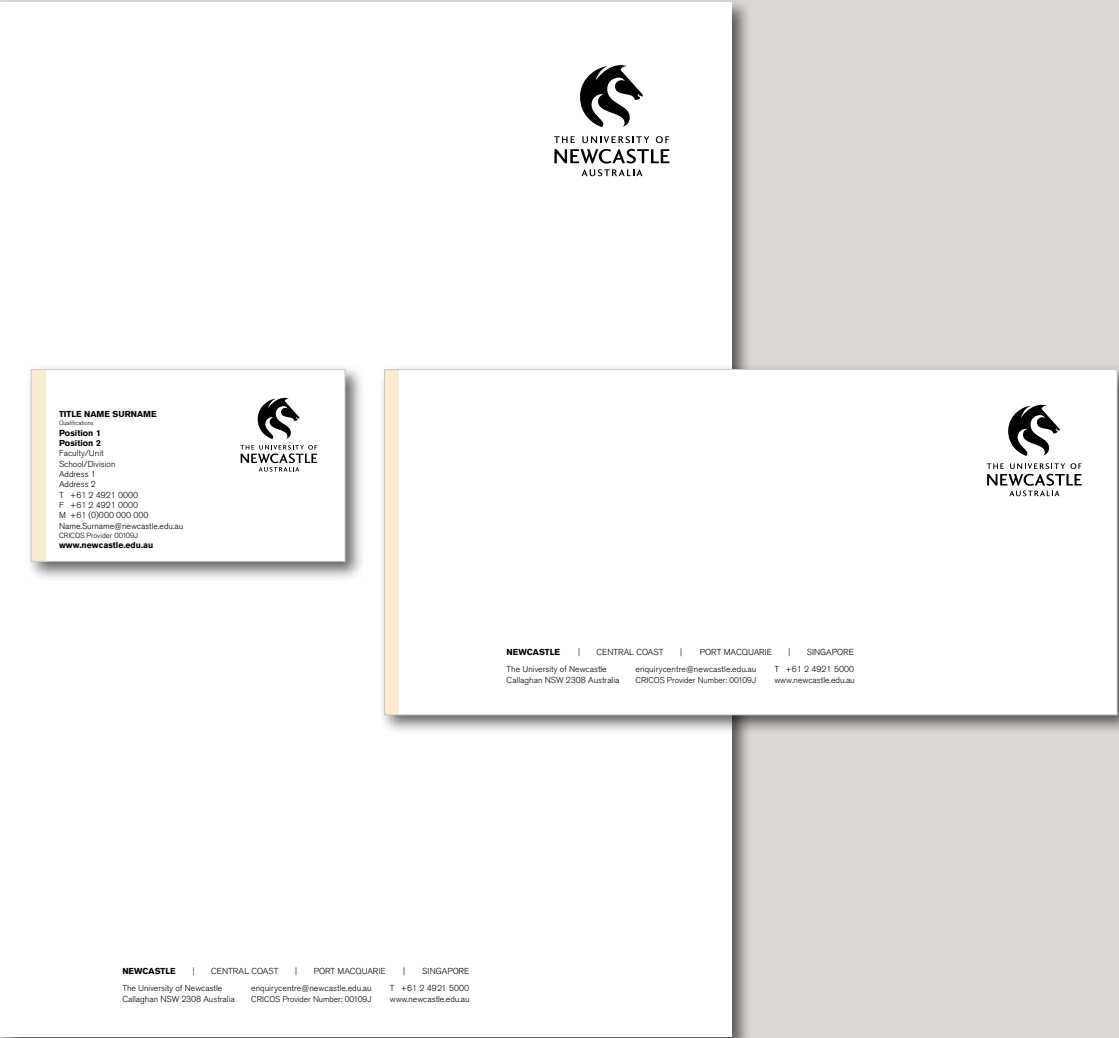 THE UNIVERSITY OF
NEWCASTLE
AUSTRALIA
TITLE NAME SURNAME
Qualifications
Position 1
Position 2
Faculty/Unit
School/Division
Address 1
Address 2
T +61 2 4921 0000
F +61 2 4921 0000
M +61 (0)000 000 000
Name.Surname@newcastle.edu.au
CRICOS Provider 00109J
www.newcastle.edu.au
THE UNIVERSITY OF
NEWCASTLE
AUSTRALIA
THE UNIVERSITY OF
NEWCASTLE
AUSTRALIA
NEWCASTLE | CENTRAL COAST | PORT MACQUARIE | SINGAPORE
The University of Newcastle enquirycentre@newcastle.edu.au T +61 2 4921 5000
Callaghan NSW 2308 Australia CRICOS Provider Number: 00109J www.newcastle.edu.au
NEWCASTLE | CENTRAL COAST | PORT MACQUARIE | SINGAPORE
The University of Newcastle enquirycentre@newcastle.edu.au T +61 2 4921 5000
Callaghan NSW 2308 Australia CRICOS Provider Number: 00109J www.newcastle.edu.au